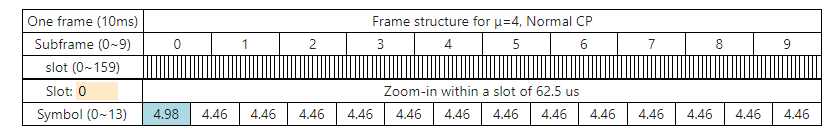 One frame (10ms) Frame structure for μ=4, Normal CP
Subframe (0~9) 0 1 2 3 4 5 6 7 8 9
slot (0~159)
Slot: 0 Zoom-in within a slot of 62.5 us
Symbol (0~13) 4.98 4.46 4.46 4.46 4.46 4.46 4.46 4.46 4.46 4.46 4.46 4.46 4.46 4.46